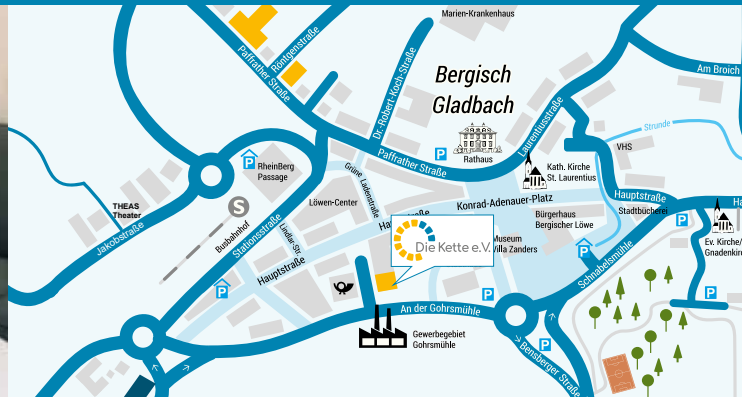 Marien-Krankenhaus
Röntgenstraße
Paffrather Straße
Dr.-Robert-Koch-Straße
Bergisch
Gladbach
Am Broich
Laurentiusstraße
Strunde
P
Rathaus
VHS
Paffrather Straße
P
RheinBerg
Passage
Kath. Kirche
St. Laurentius
Grüne
Ladenstraße
THEAS
Theater
S
Löwen-Center
Konrad-Adenauer-Platz
Hauptstraße
Stadtbücherei
P
Jakobstraße
Bunbahnhof
Stationsstraße
Lindlar-Str.
Bürgerhaus
Bergischer Löwe
Die Kette e.V.
Museum
Villa Zanders
P
Schnabelsmühle
Ev. Kirche/
Gnadenkir
Hauptstraße
P
P
P
An der Gohrsmühle
Gewerbegebiet
Gohrsmühle
P
Bensberger Straße